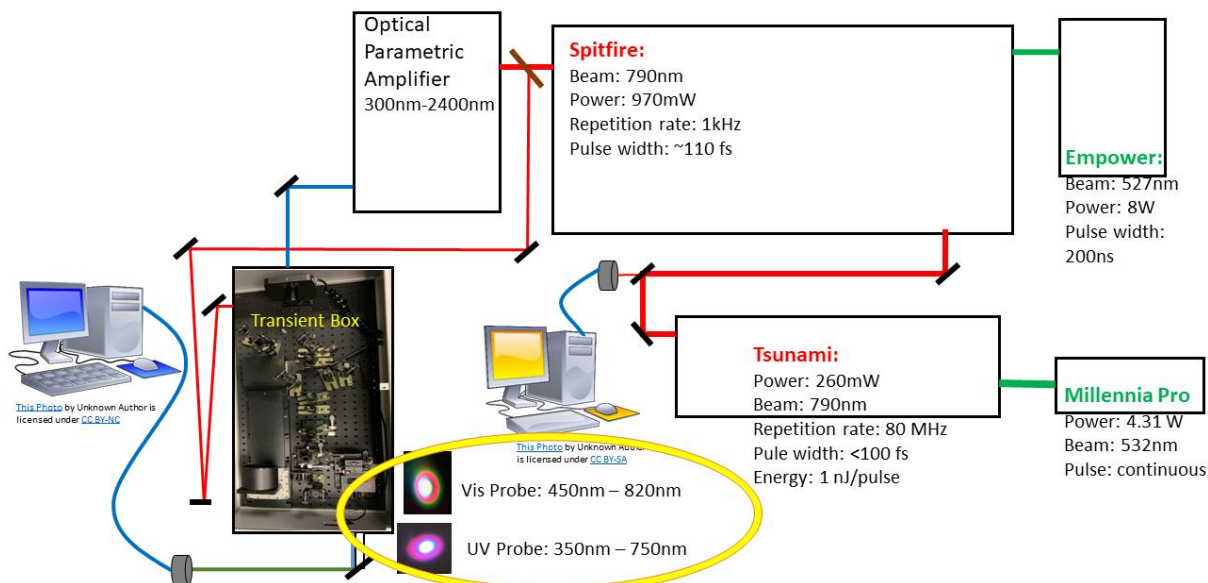 Optical
Parametric
Amplifier
300nm-2400nm
Spitfire:
Beam: 790nm
Power: 970mW
Repetition rate: 1kHz
Pulse width: ~110 fs
Empower:
Beam: 527nm
Power: 8W
Pulse width:
200ns
Transient Box
This Photo by Unknown Author is
licensed under CC BY-NC
Tsunami:
Power: 260mW
Beam: 790nm
Repetition rate: 80 MHz
Pule width: <100 fs
Energy: 1 nJ/pulse
Millennia Pro
Power: 4.31 W
Beam: 532nm
Pulse: continuous
This Photo by Unknown Author
is licensed under CC BY-SA
Vis Probe: 450nm – 820nm
UV Probe: 350nm – 750nm